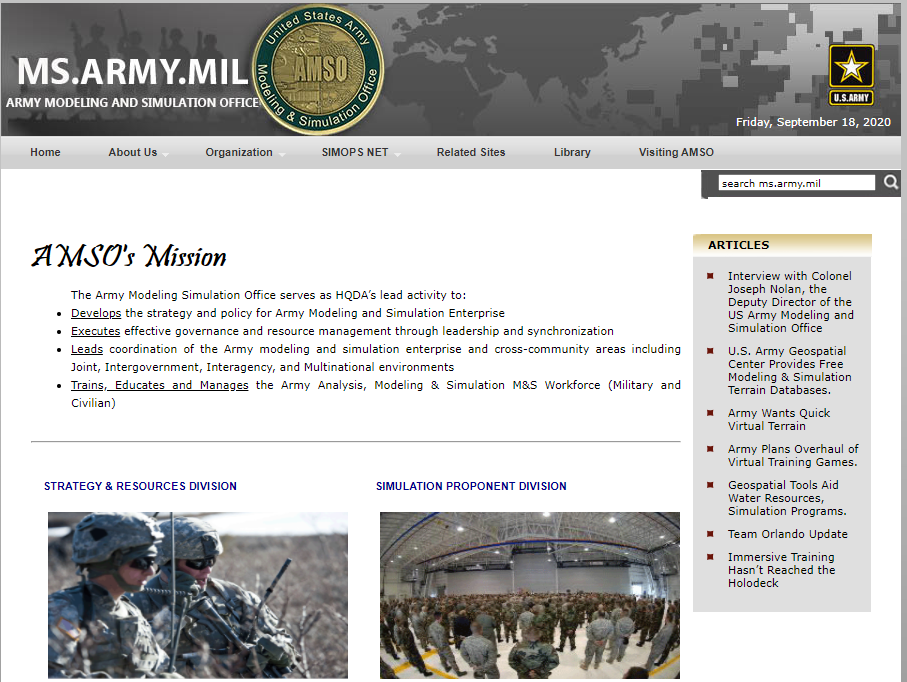 United States Army
AMSO
Modeling & Simulation Office
MS.ARMY.MIL
ARMY MODELING AND SIMULATION OFFICE
U.S.ARMY
Friday, September 18, 2020
Home About Us Organization SIMOPS NET Related Sites Library Visiting AMSO
search ms.army.mil
AMSO's Mission
The Army Modeling Simulation Office serves as HQDA’s lead activity to:
Develops the strategy and policy for Army Modeling and Simulation Enterprise
Executes effective governance and resource management through leadership and synchronization
Leads coordination of the Army modeling and simulation enterprise and cross-community areas including
Joint, Intergovernment, Interagency, and Multinational environments
Trains, Educates and Manages the Army Analysis, Modeling & Simulation M&S Workforce (Military and
Civilian)
STRATEGY & RESOURCES DIVISION
SIMULATION PROPONENT DIVISION
ARTICLES
Interview with Colonel
Joseph Nolan, the
Deputy Director of the
US Army Modeling and
Simulation Office
U.S. Army Geospatial
Center Provides Free
Modeling & Simulation
Terrain Databases.
Army Wants Quick
Virtual Terrain
Army Plans Overhaul of
Virtual Training Games.
Geospatial Tools Aid
Water Resources,
Simulation Programs.
Team Orlando Update
Immersive Training
Hasn’t Reached the
Holodeck